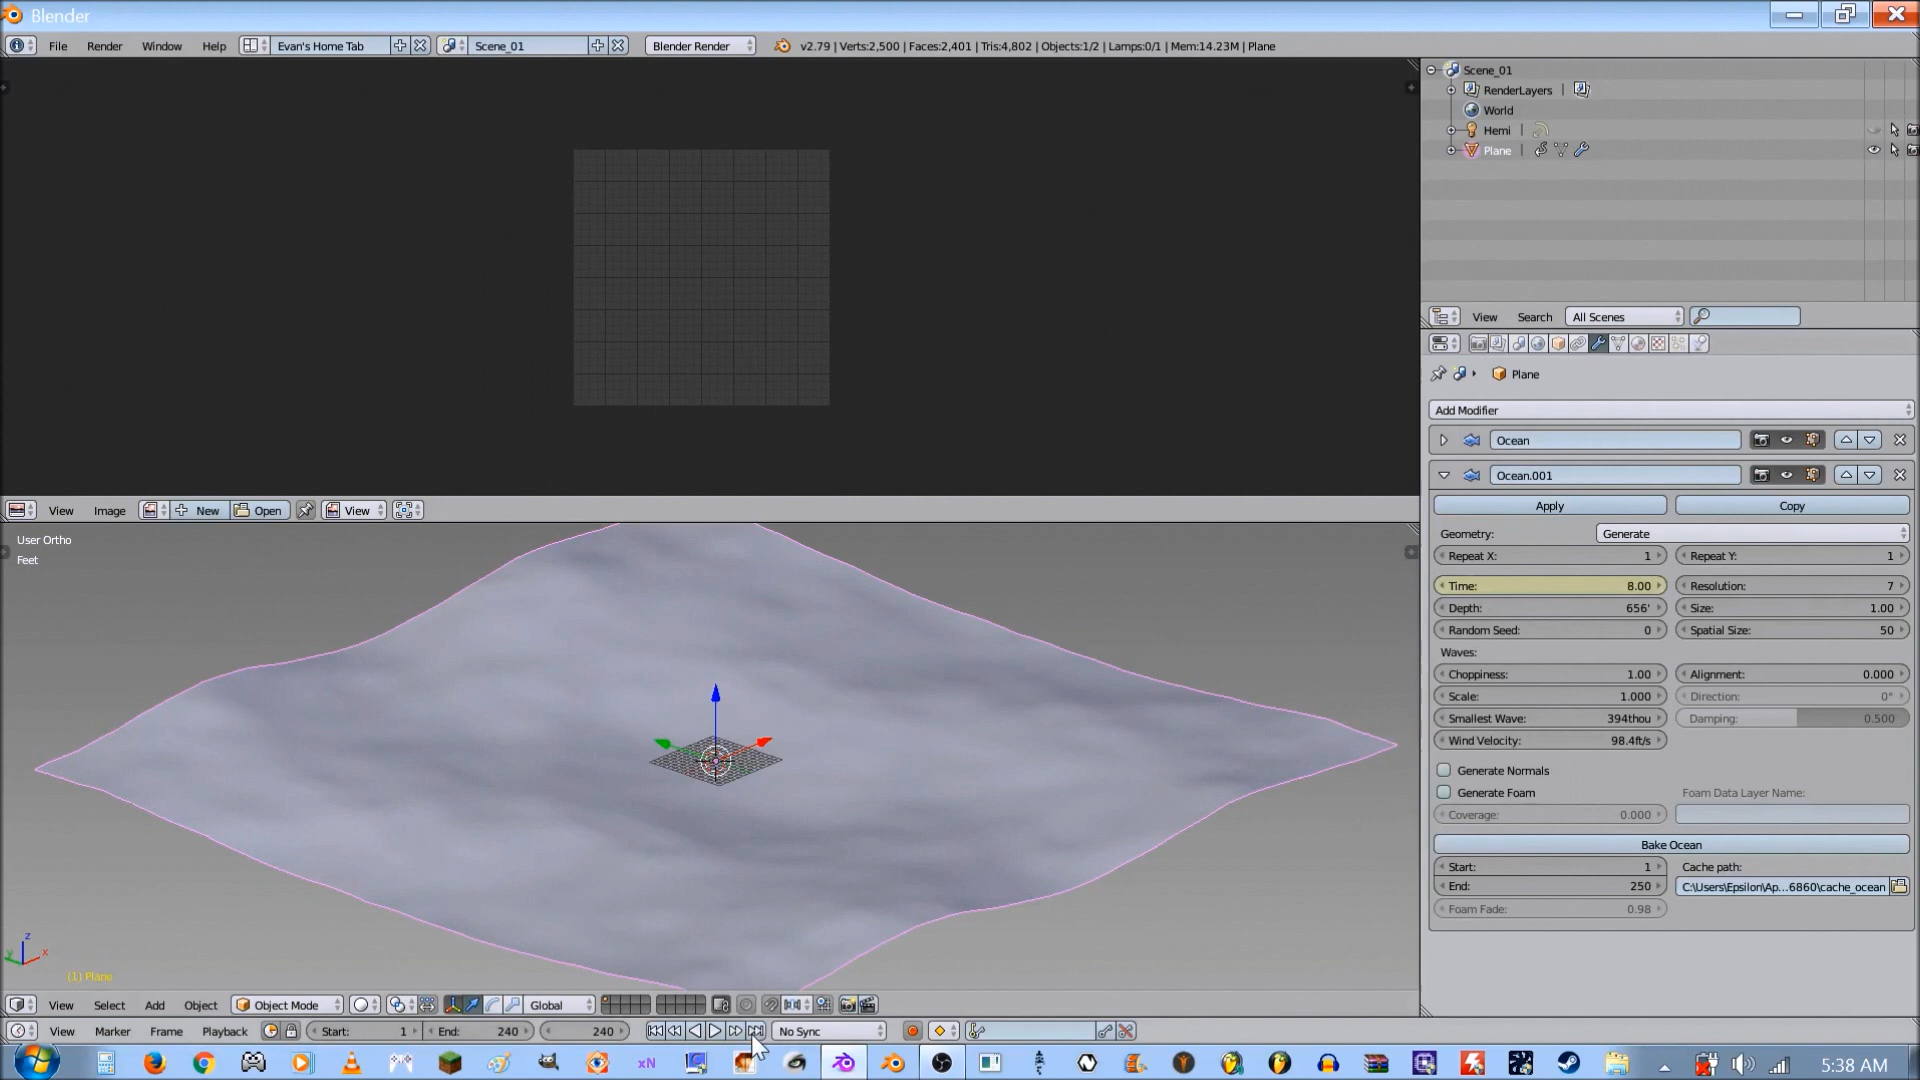 Blender
File Render Window Help Evan's Home Tab Scene_01 Blender Render v2.79 | Verts:2,500 | Faces:2,401 | Tris:4,802 | Objects:1/2 | Lamps:0/1 | Mem:14.23M | Plane
Scene_01
RenderLayers
World
Hemi
Plane
View Search All Scenes
Plane
Add Modifier
Ocean
Ocean.001
Apply Copy
Geometry: Generate
Repeat X: 1 Repeat Y: 1
Time: 8.00 Resolution: 7
Depth: 656' Size: 1.00
Random Seed: 0 Spatial Size: 50
Waves:
Choppiness: 1.00 Alignment: 0.000
Scale: 1.000 Direction: 0°
Smallest Wave: 394thou Damping: 0.500
Wind Velocity: 98.4ft/s
Generate Normals
Generate Foam Foam Data Layer Name:
Coverage: 0.000
Bake Ocean
Start: 1 Cache path:
End: 250 C:\Users\Epsilon\Ap...6860\cache_ocean
Foam Fade: 0.98
View Image New Open View
User Ortho
Feet
z
y x
(1) Plane
View Select Add Object Object Mode Global
View Marker Frame Playback Start: 1 End: 240 240 No Sync
xN 5:38 AM